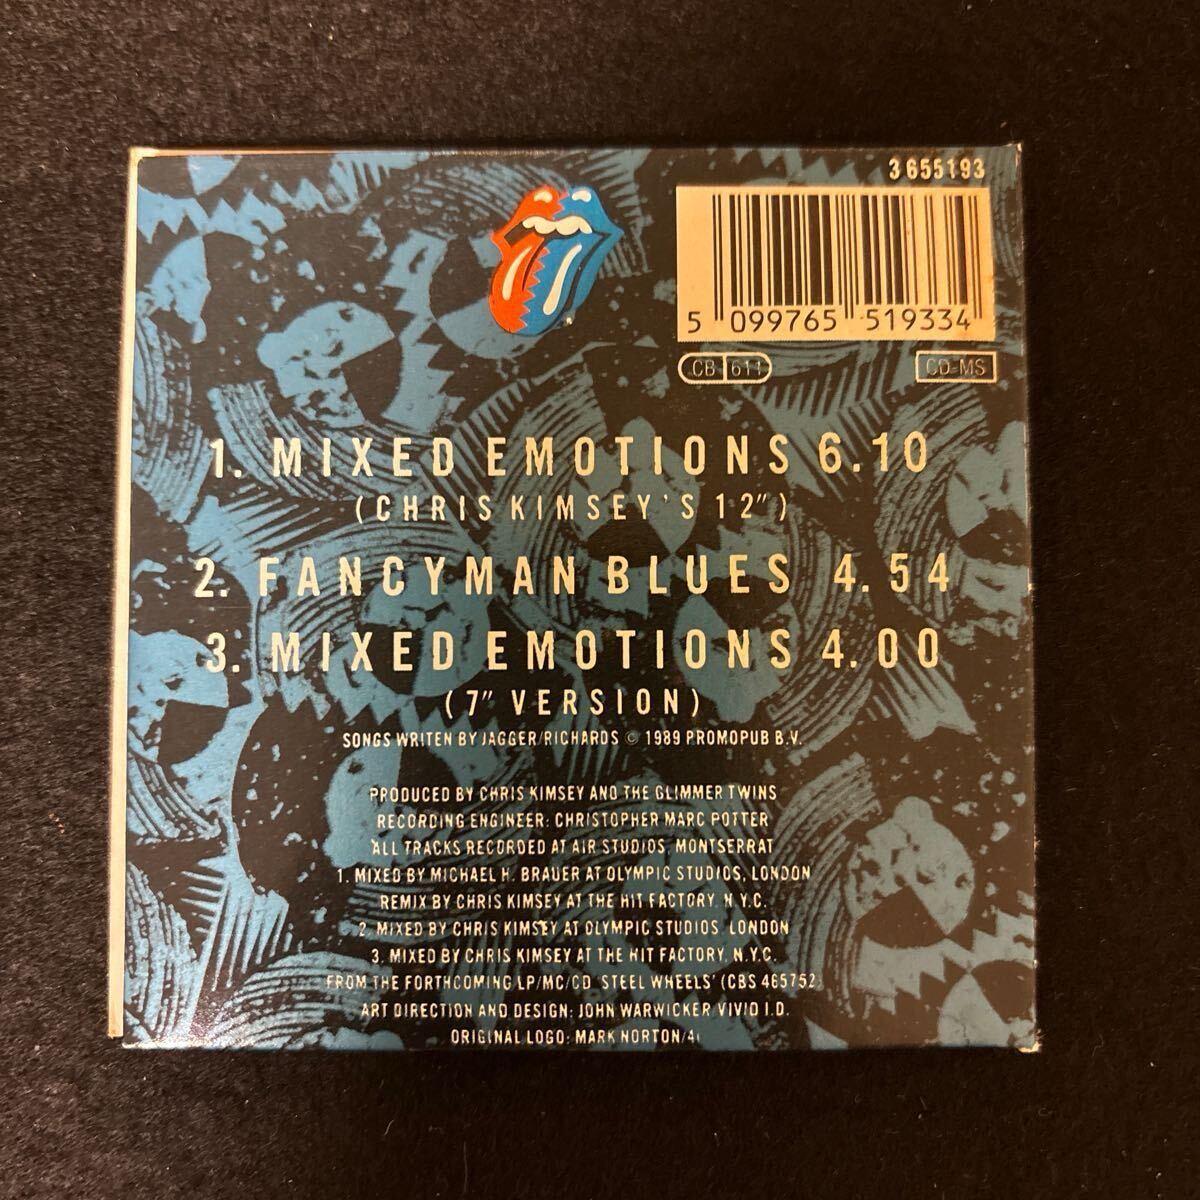 3 655193
5 099765 519334
CB 611
CD-MS
1. MIXED EMOTIONS 6.10
(CHRIS KIMSEY'S 12")
2. FANCYMAN BLUES 4.54
3. MIXED EMOTIONS 4.00
(7" VERSION)
SONGS WRITEN BY JAGGER/RICHARDS © 1989 PROMOPUB B.V.
PRODUCED BY CHRIS KIMSEY AND THE GLIMMER TWINS
RECORDING ENGINEER: CHRISTOPHER MARC POTTER
ALL TRACKS RECORDED AT AIR STUDIOS, MONTSERRAT
1. MIXED BY MICHAEL H. BRAUER AT OLYMPIC STUDIOS, LONDON
REMIX BY CHRIS KIMSEY AT THE HIT FACTORY, N.Y.C.
2. MIXED BY CHRIS KIMSEY AT OLYMPIC STUDIOS, LONDON
3. MIXED BY CHRIS KIMSEY AT THE HIT FACTORY, N.Y.C.
FROM THE FORTHCOMING LP/MC/CD 'STEEL WHEELS' (CBS 465752
ART DIRECTION AND DESIGN: JOHN WARWICKER/VIVID I.D.
ORIGINAL LOGO: MARK NORTON/4i